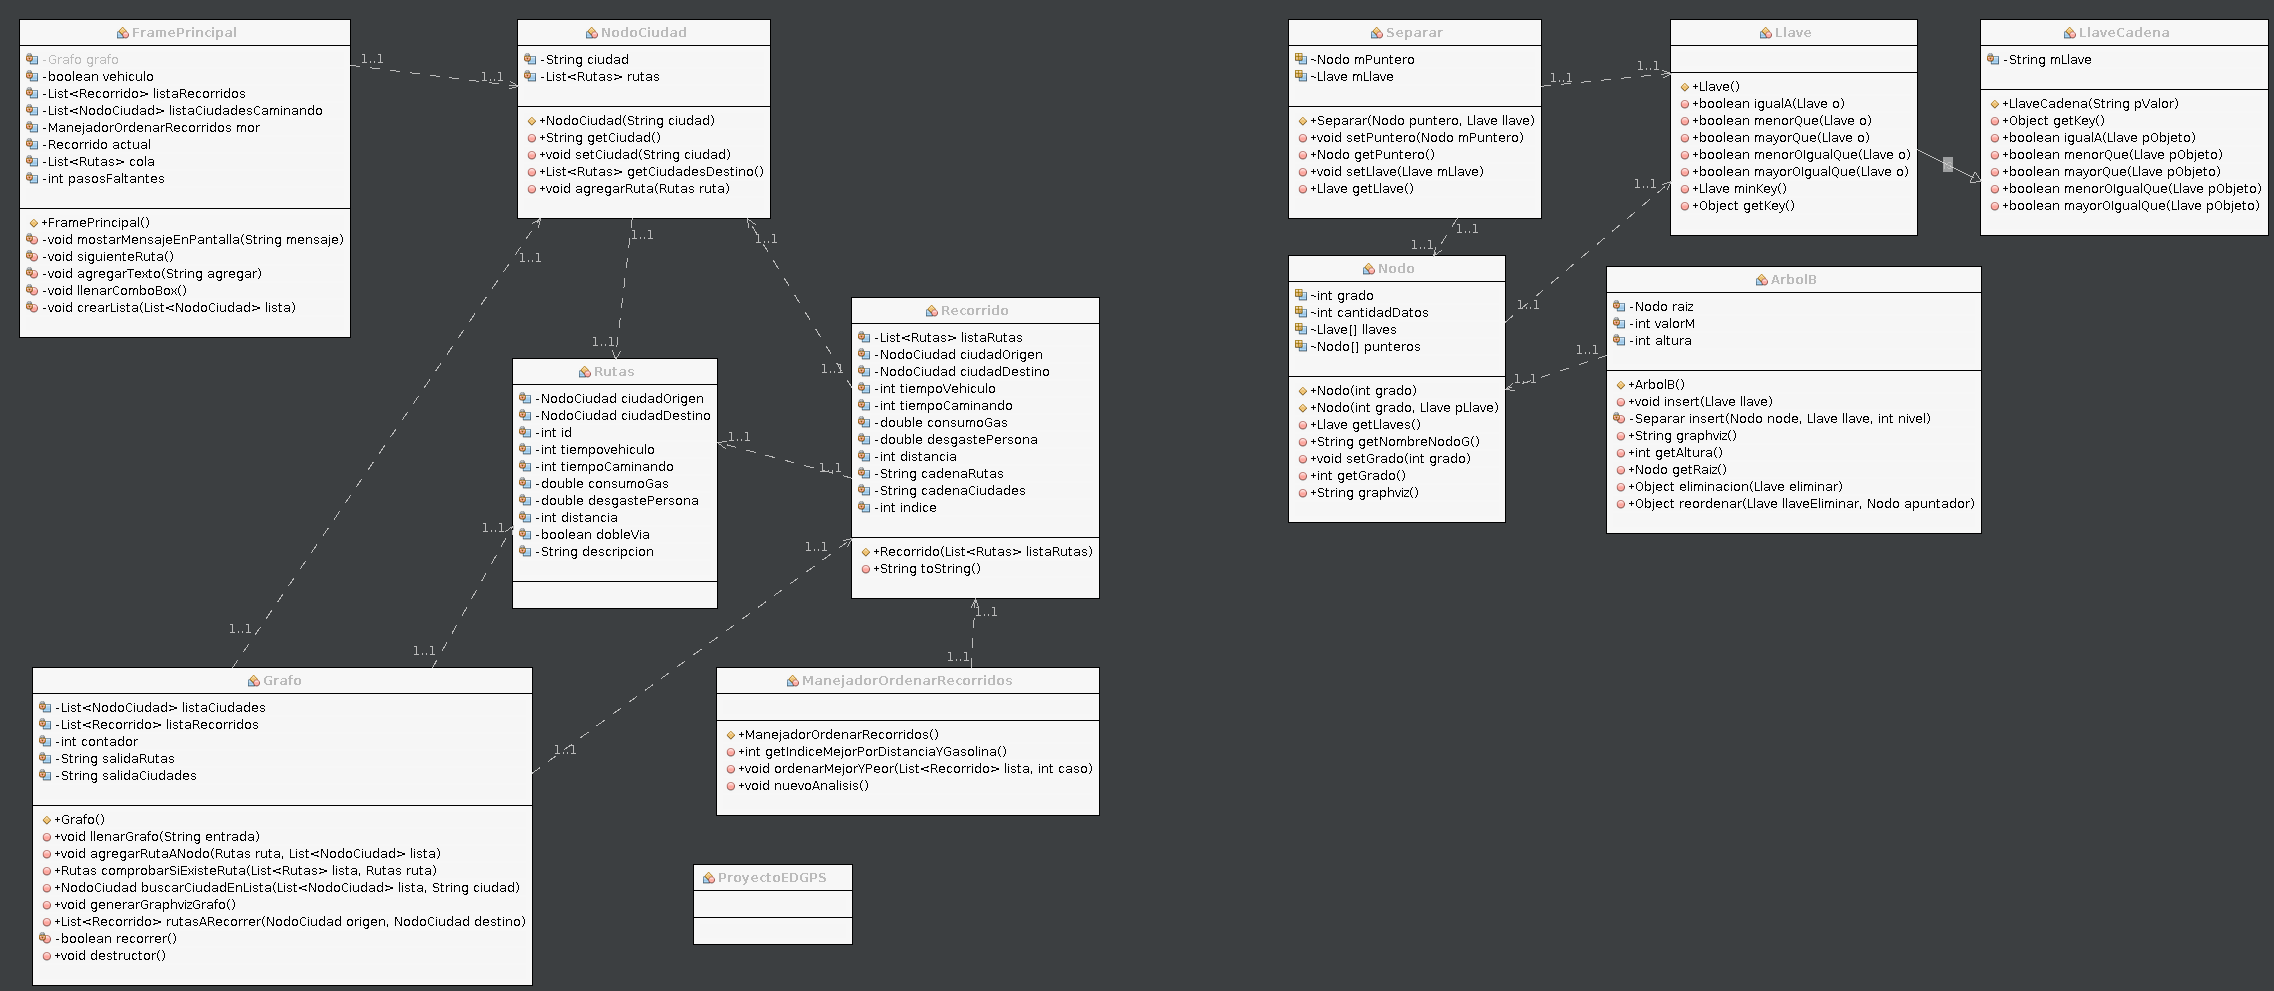 FramePrincipal
-Grafo grafo
-boolean vehiculo
-List<Recorrido> listaRecorridos
-List<NodoCiudad> listaCiudadesCaminando
-ManejadorOrdenarRecorridos mor
-Recorrido actual
-List<Rutas> cola
-int pasosFaltantes
+FramePrincipal()
-void mostarMensajeEnPantalla(String mensaje)
-void siguienteRuta()
-void agregarTexto(String agregar)
-void llenarComboBox()
-void crearLista(List<NodoCiudad> lista)
1..1
1..1
NodoCiudad
-String ciudad
-List<Rutas> rutas
+NodoCiudad(String ciudad)
+String getCiudad()
+void setCiudad(String ciudad)
+List<Rutas> getCiudadesDestino()
+void agregarRuta(Rutas ruta)
1..1
1..1
1..1
1..1
1..1
Rutas
-NodoCiudad ciudadOrigen
-NodoCiudad ciudadDestino
-int id
-int tiempovehiculo
-int tiempoCaminando
-double consumoGas
-double desgastePersona
-int distancia
-boolean dobleVia
-String descripcion
1..1
1..1
1..1
1..1
Recorrido
-List<Rutas> listaRutas
-NodoCiudad ciudadOrigen
-NodoCiudad ciudadDestino
-int tiempoVehiculo
-int tiempoCaminando
-double consumoGas
-double desgastePersona
-int distancia
-String cadenaRutas
-String cadenaCiudades
-int indice
+Recorrido(List<Rutas> listaRutas)
+String toString()
1..1
1..1
1..1
1..1
1..1
Grafo
-List<NodoCiudad> listaCiudades
-List<Recorrido> listaRecorridos
-int contador
-String salidaRutas
-String salidaCiudades
+Grafo()
+void llenarGrafo(String entrada)
+void agregarRutaANodo(Rutas ruta, List<NodoCiudad> lista)
+Rutas comprobarSiExisteRuta(List<Rutas> lista, Rutas ruta)
+NodoCiudad buscarCiudadEnLista(List<NodoCiudad> lista, String ciudad)
+void generarGraphvizGrafo()
+List<Recorrido> rutasARecorrer(NodoCiudad origen, NodoCiudad destino)
-boolean recorrer()
+void destructor()
1..1
ManejadorOrdenarRecorridos
+ManejadorOrdenarRecorridos()
+int getIndiceMejorPorDistanciaYGasolina()
+void ordenarMejorYPeor(List<Recorrido> lista, int caso)
+void nuevoAnalisis()
ProyectoEDGPS
Separar
~Nodo mPuntero
~Llave mLlave
+Separar(Nodo puntero, Llave llave)
+void setPuntero(Nodo mPuntero)
+Nodo getPuntero()
+void setLlave(Llave mLlave)
+Llave getLlave()
1..1
1..1
1..1
1..1
Llave
+Llave()
+boolean igualA(Llave o)
+boolean menorQue(Llave o)
+boolean mayorQue(Llave o)
+boolean menorOIgualQue(Llave o)
+boolean mayorOIgualQue(Llave o)
+Llave minKey()
+Object getKey()
LlaveCadena
-String mLlave
+LlaveCadena(String pValor)
+Object getKey()
+boolean igualA(Llave pObjeto)
+boolean menorQue(Llave pObjeto)
+boolean mayorQue(Llave pObjeto)
+boolean menorOIgualQue(Llave pObjeto)
+boolean mayorOIgualQue(Llave pObjeto)
1..1
1..1
Nodo
~int grado
~int cantidadDatos
~Llave[] llaves
~Nodo[] punteros
+Nodo(int grado)
+Nodo(int grado, Llave pLlave)
+Llave getLlaves()
+String getNombreNodoG()
+void setGrado(int grado)
+int getGrado()
+String graphviz()
1..1
1..1
ArbolB
-Nodo raiz
-int valorM
-int altura
+ArbolB()
+void insert(Llave llave)
-Separar insert(Nodo node, Llave llave, int nivel)
+String graphviz()
+int getAltura()
+Nodo getRaiz()
+Object eliminacion(Llave eliminar)
+Object reordenar(Llave llaveEliminar, Nodo apuntador)